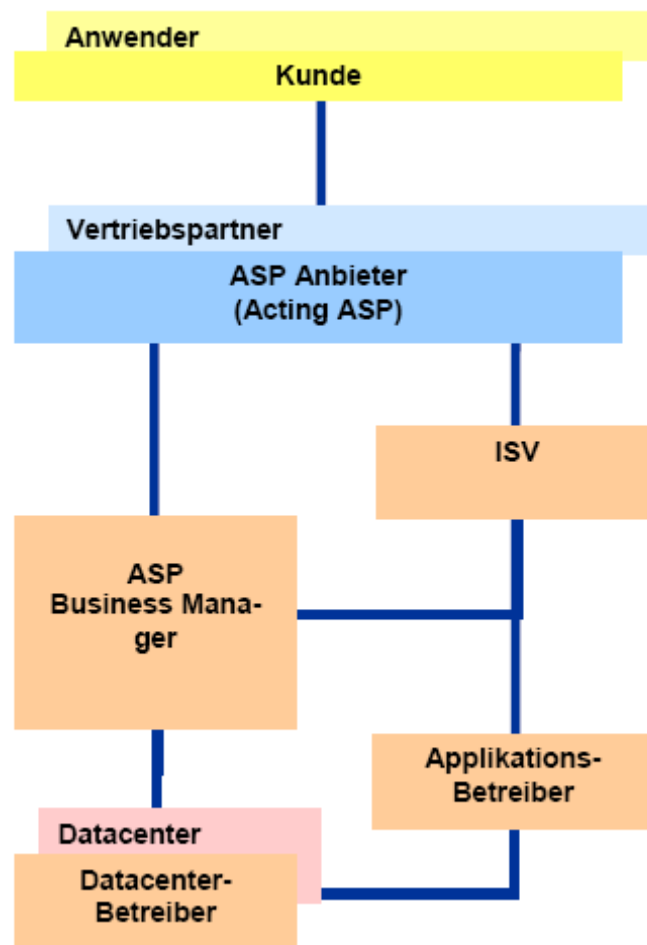 Anwender
Kunde
Vertriebspartner
ASP Anbieter
(Acting ASP)
ISV
ASP
Business Mana-
ger
Applikations-
Betreiber
Datacenter
Datacenter-
Betreiber